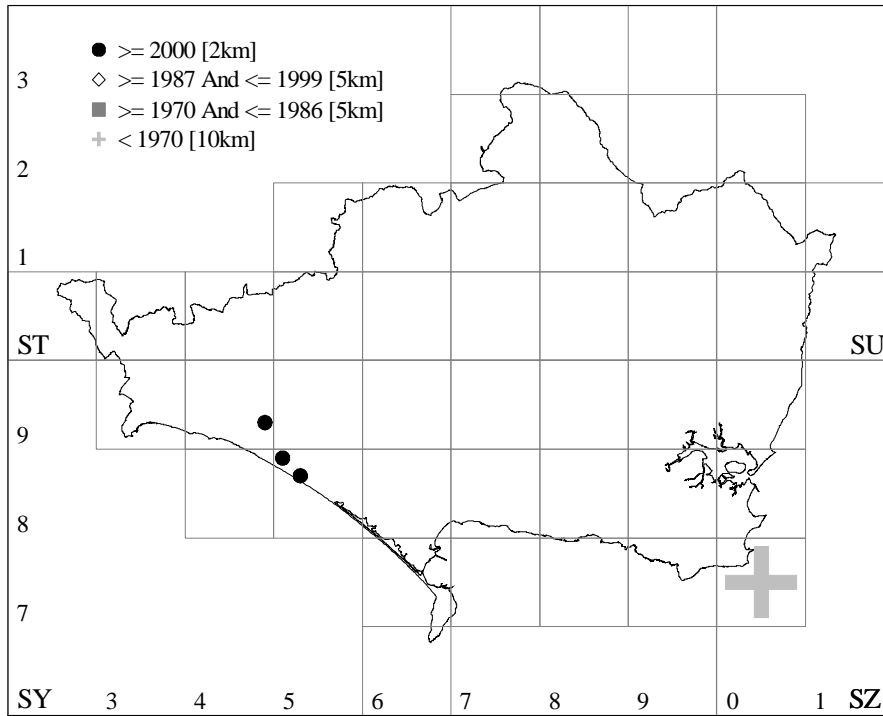 >= 2000 [2km]
>= 1987 And <= 1999 [5km]
>= 1970 And <= 1986 [5km]
< 1970 [10km]
3
2
1
ST
SU
9
8
7
SY
3
4
5
6
7
8
9
0
1
SZ